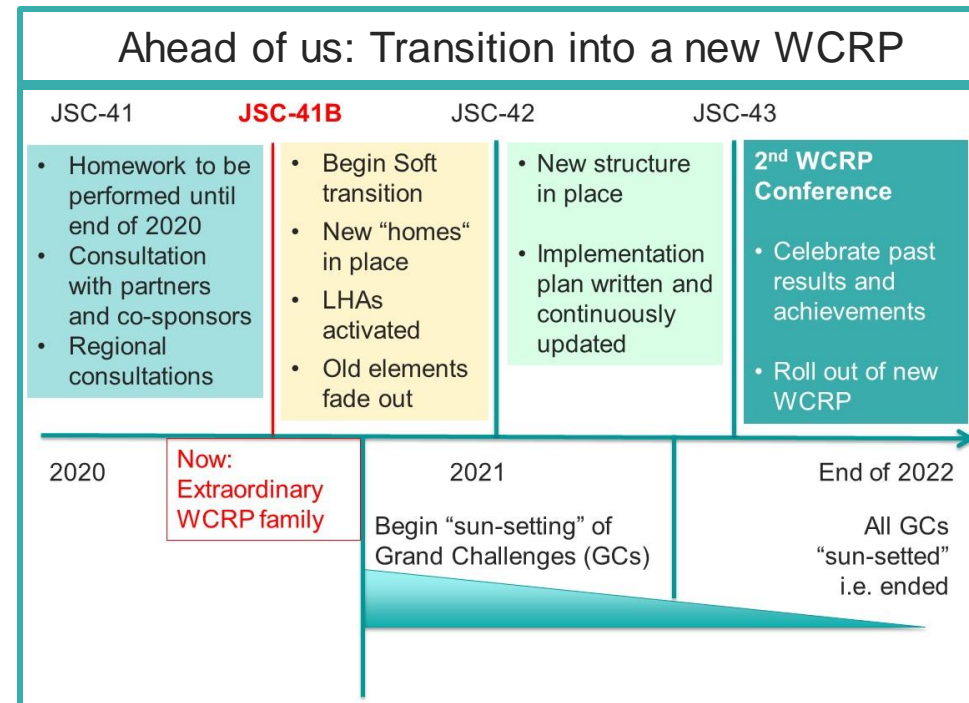 Ahead of us: Transition into a new WCRP
JSC-41
JSC-41B
JSC-42
JSC-43
• Homework to be
performed until
end of 2020
• Consultation
with partners
and co-sponsors
• Regional
consultations
• Begin Soft
transition
• New “homes“
in place
• LHAs
activated
• Old elements
fade out
• New structure
in place
• Implementation
plan written and
continuously
updated
2nd WCRP
Conference
• Celebrate past
results and
achievements
• Roll out of new
WCRP
2020
Now:
Extraordinary
WCRP family
2021
End of 2022
Begin “sun-setting” of
Grand Challenges (GCs)
All GCs
“sun-setted”
i.e. ended